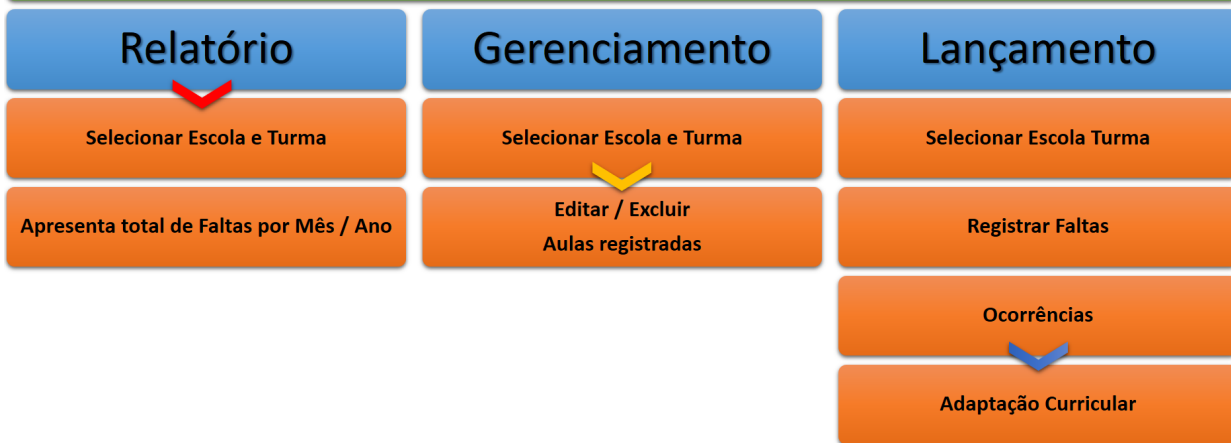 Relatório
Selecionar Escola e Turma
Apresenta total de Faltas por Mês / Ano
Gerenciamento
Selecionar Escola e Turma
Editar / Excluir
Aulas registradas
Lançamento
Selecionar Escola Turma
Registrar Faltas
Ocorrências
Adaptação Curricular